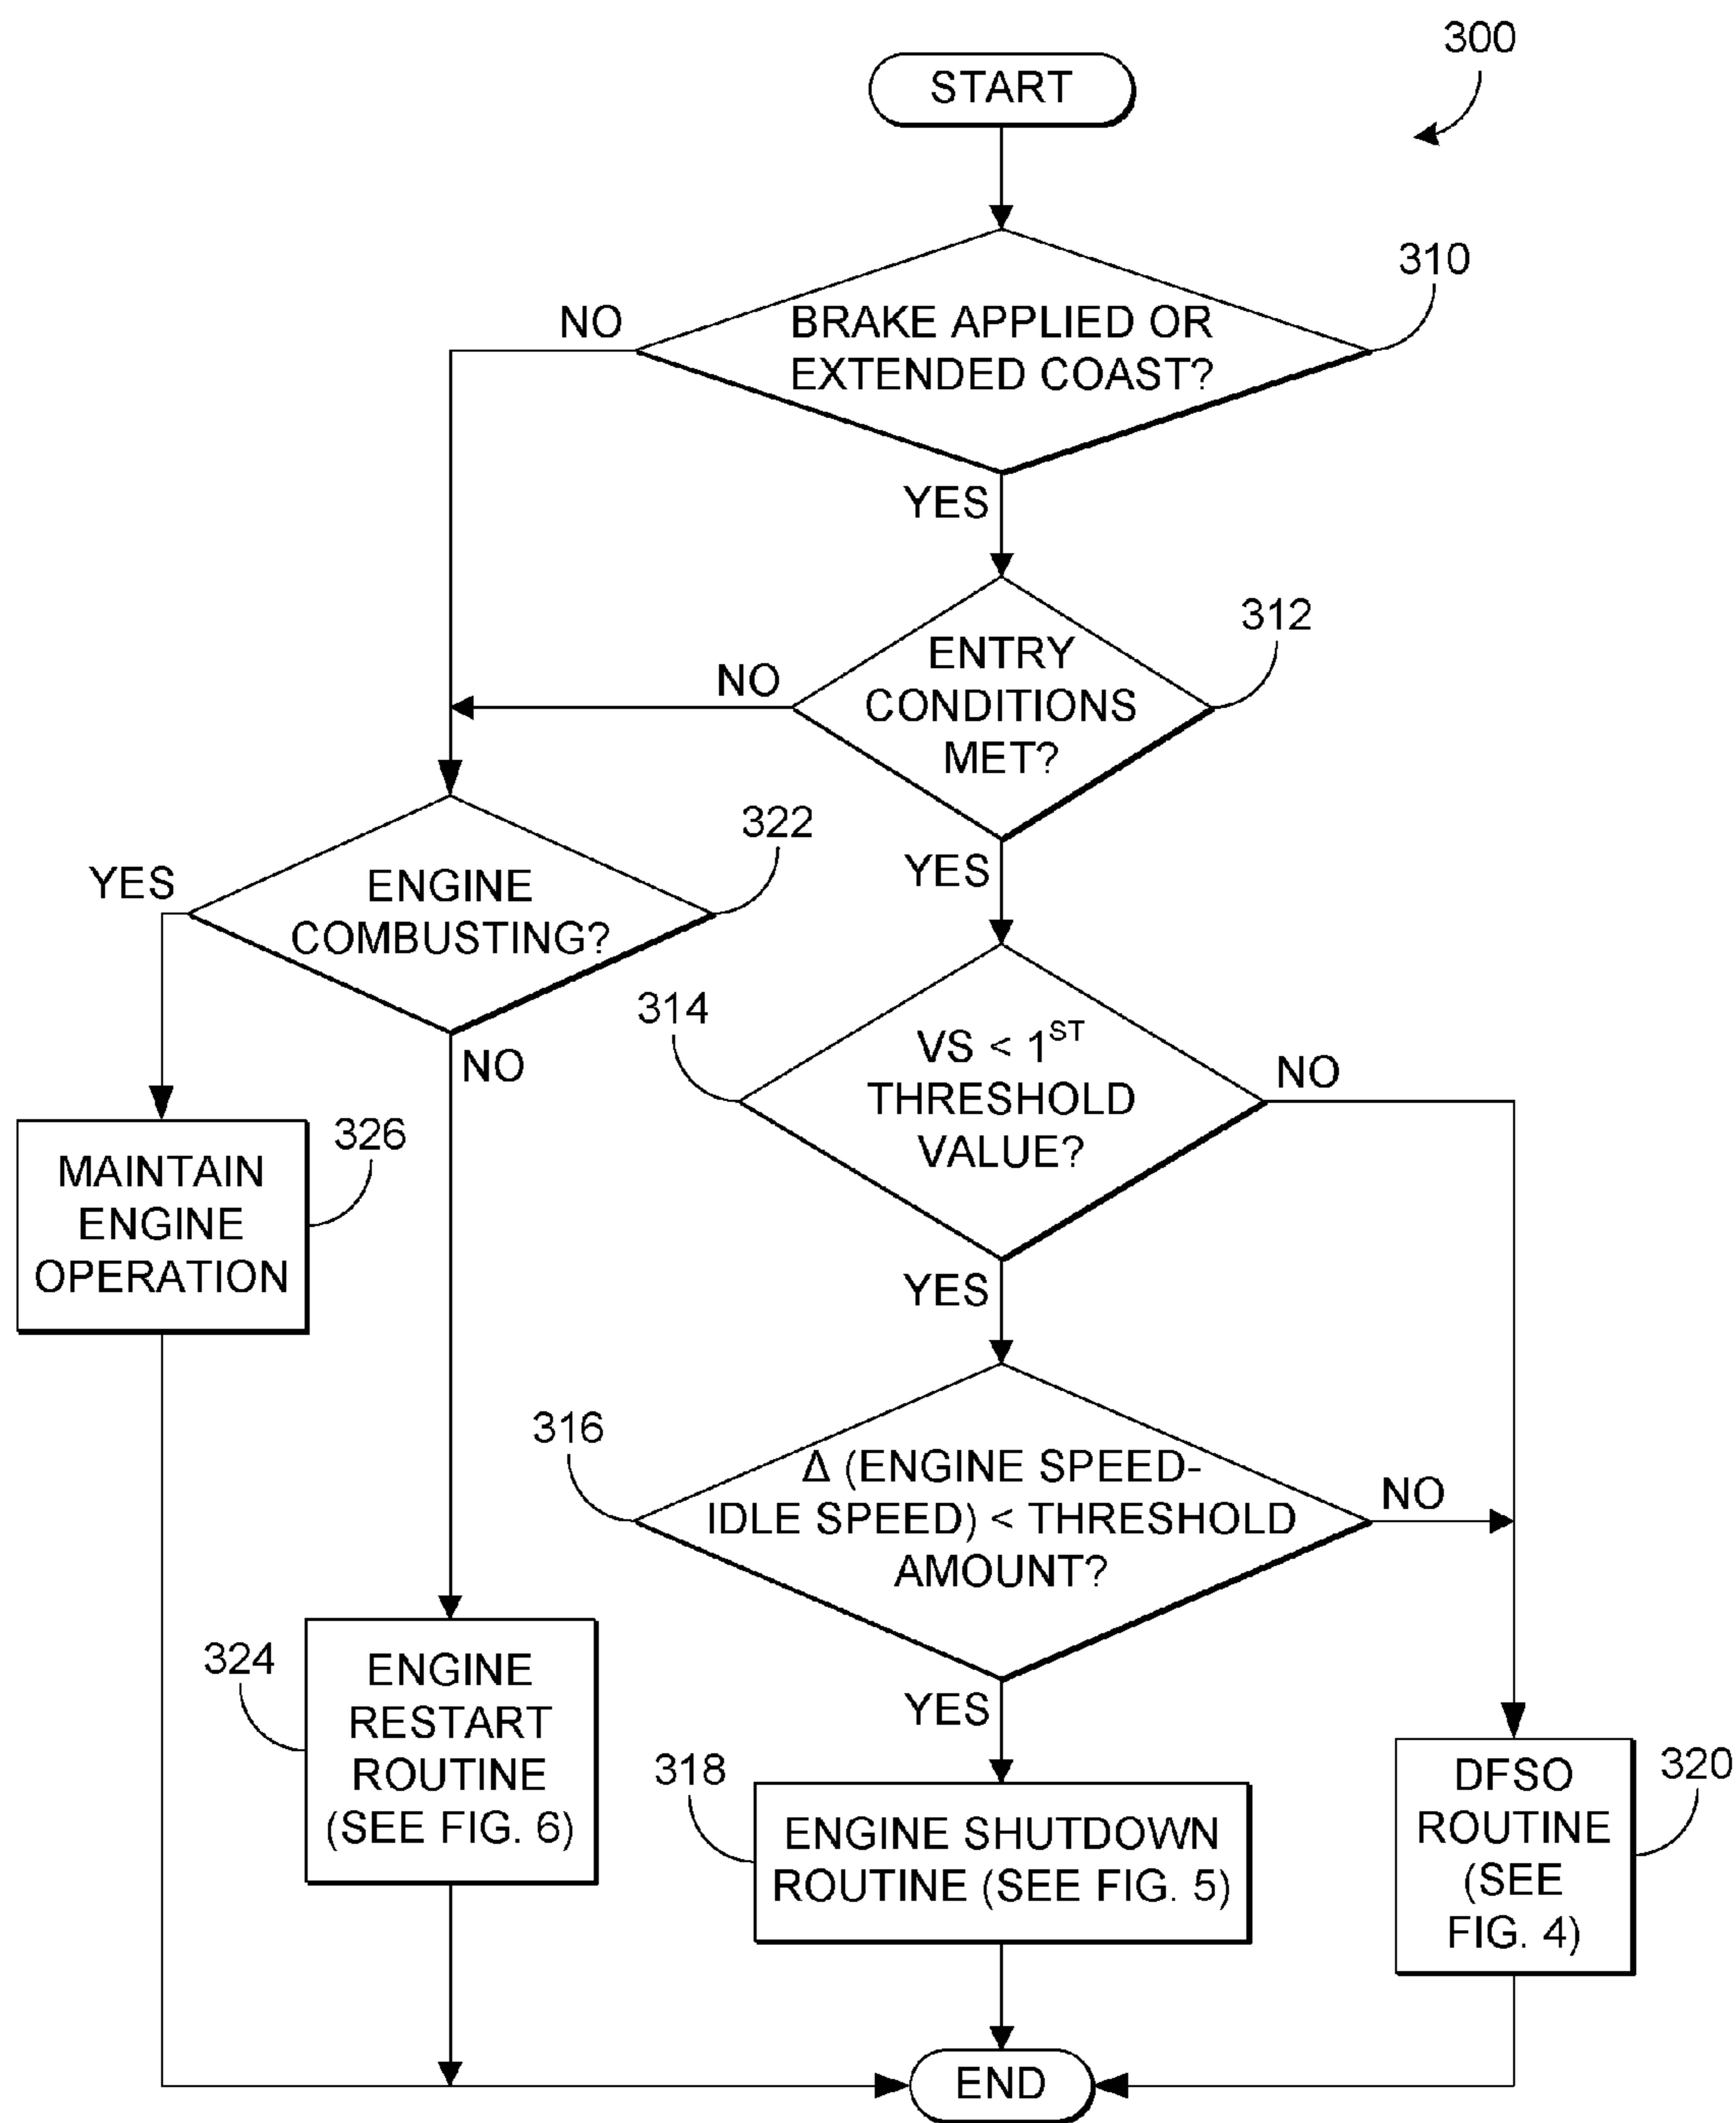 300
START
310
NO
BRAKE APPLIED OR
EXTENDED COAST?
YES
312
ENTRY
CONDITIONS
MET?
NO
YES
322
YES
ENGINE
COMBUSTING?
NO
314
VS < 1ST
THRESHOLD
VALUE?
NO
YES
326
MAINTAIN
ENGINE
OPERATION
316
Δ (ENGINE SPEED-
IDLE SPEED) < THRESHOLD
AMOUNT?
NO
YES
324
ENGINE
RESTART
ROUTINE
(SEE FIG. 6)
318
ENGINE SHUTDOWN
ROUTINE (SEE FIG. 5)
320
DFSO
ROUTINE
(SEE
FIG. 4)
END